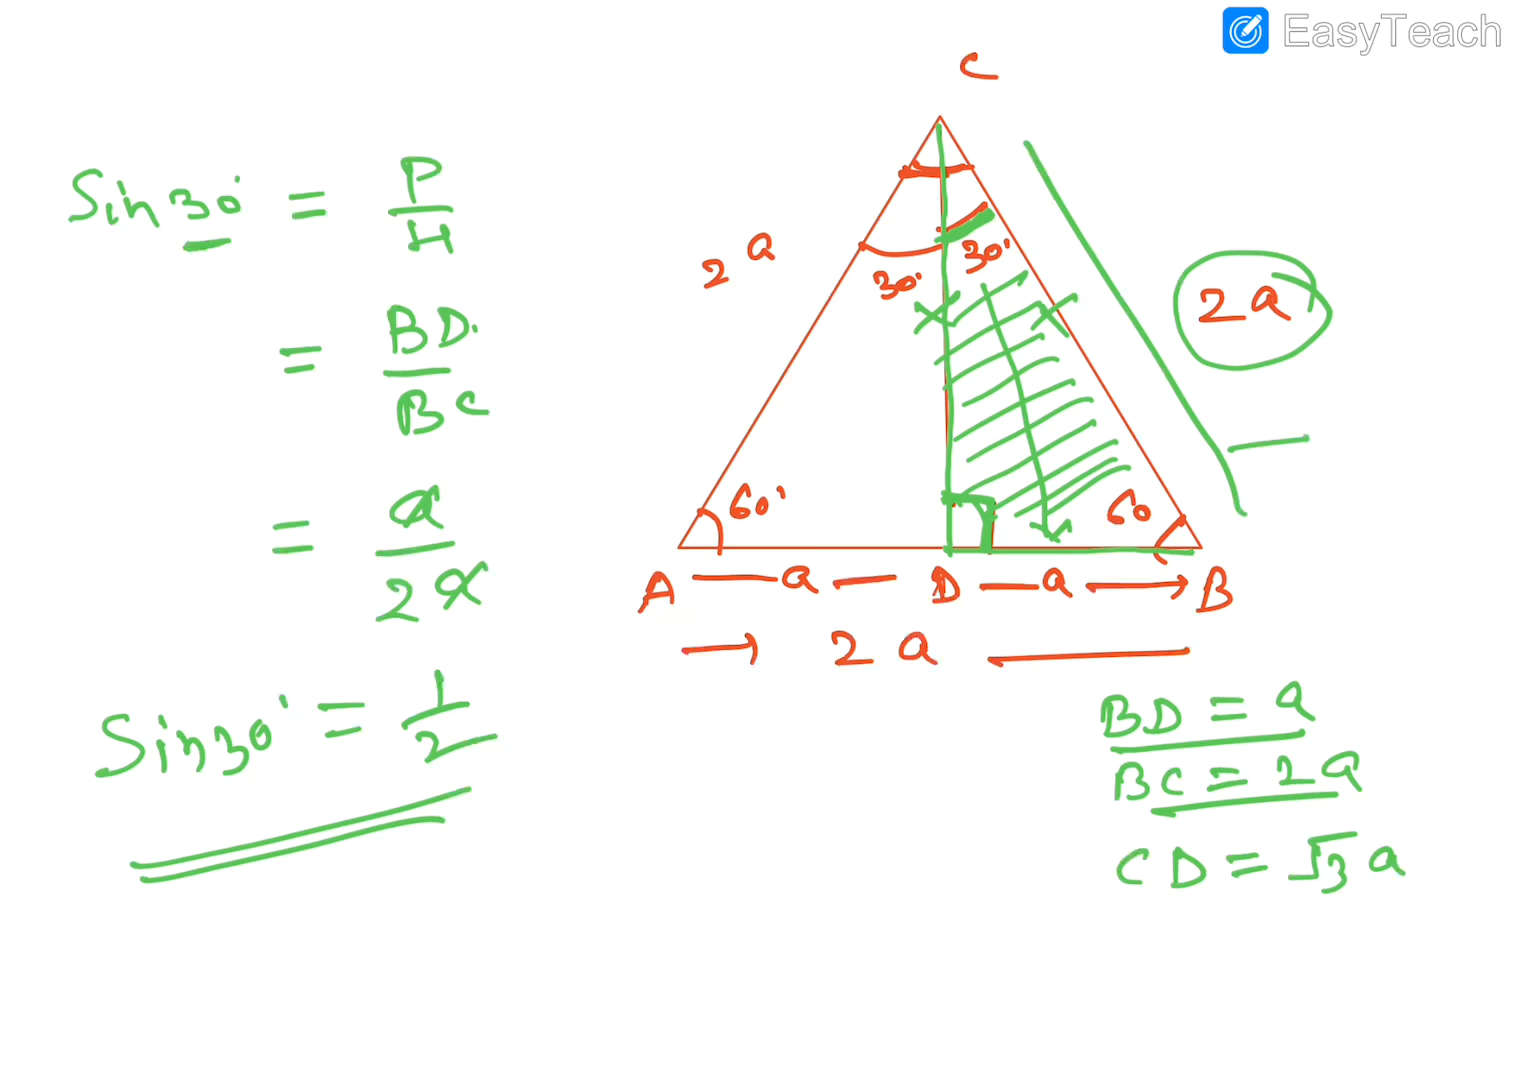 EasyTeach
C
Sin 30° = P/H
= BD/BC
= a/2a
Sin 30° = 1/2
2a
30° 30°
2a
60° 60
A a D a B
2a
BD = a
BC = 2a
CD = √3 a